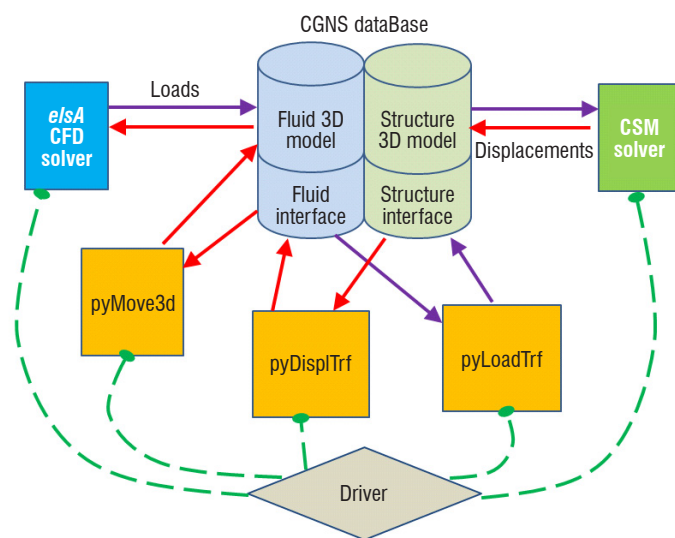 CGNS dataBase
Loads
elsA
CFD
solver
Fluid 3D
model
Structure
3D model
Displacements
CSM
solver
Fluid
interface
Structure
interface
pyMove3d
pyDisplTrf
pyLoadTrf
Driver